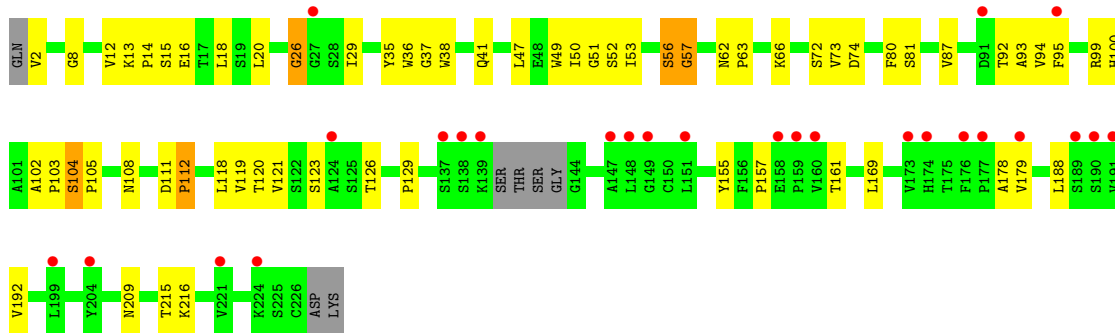 GLN V2 G8 V12 K13 P14 S15 E16 T17 L18 S19 L20 G26 G27 S28 I29 Y35 W36 G37 W38 Q41 L47 E48 W49 I50 G51 S52 I53 S56 G57 N62 P63 K66 S72 V73 D74 F80 S81 V87 D91 T92 A93 V94 F95 R99 H100
A101 A102 P103 S104 P105 N108 D111 P112 L118 V119 T120 V121 S122 S123 A124 S125 T126 P129 S137 S138 K139 SER THR SER GLY G144 A147 L148 G149 C150 L151 Y155 F156 P157 E158 P159 V160 T161 L169 V173 H174 T175 F176 P177 A178 V179 L188 S189 S190 V191
V192 L199 Y204 N209 T215 K216 V221 K224 S225 C226 ASP LYS